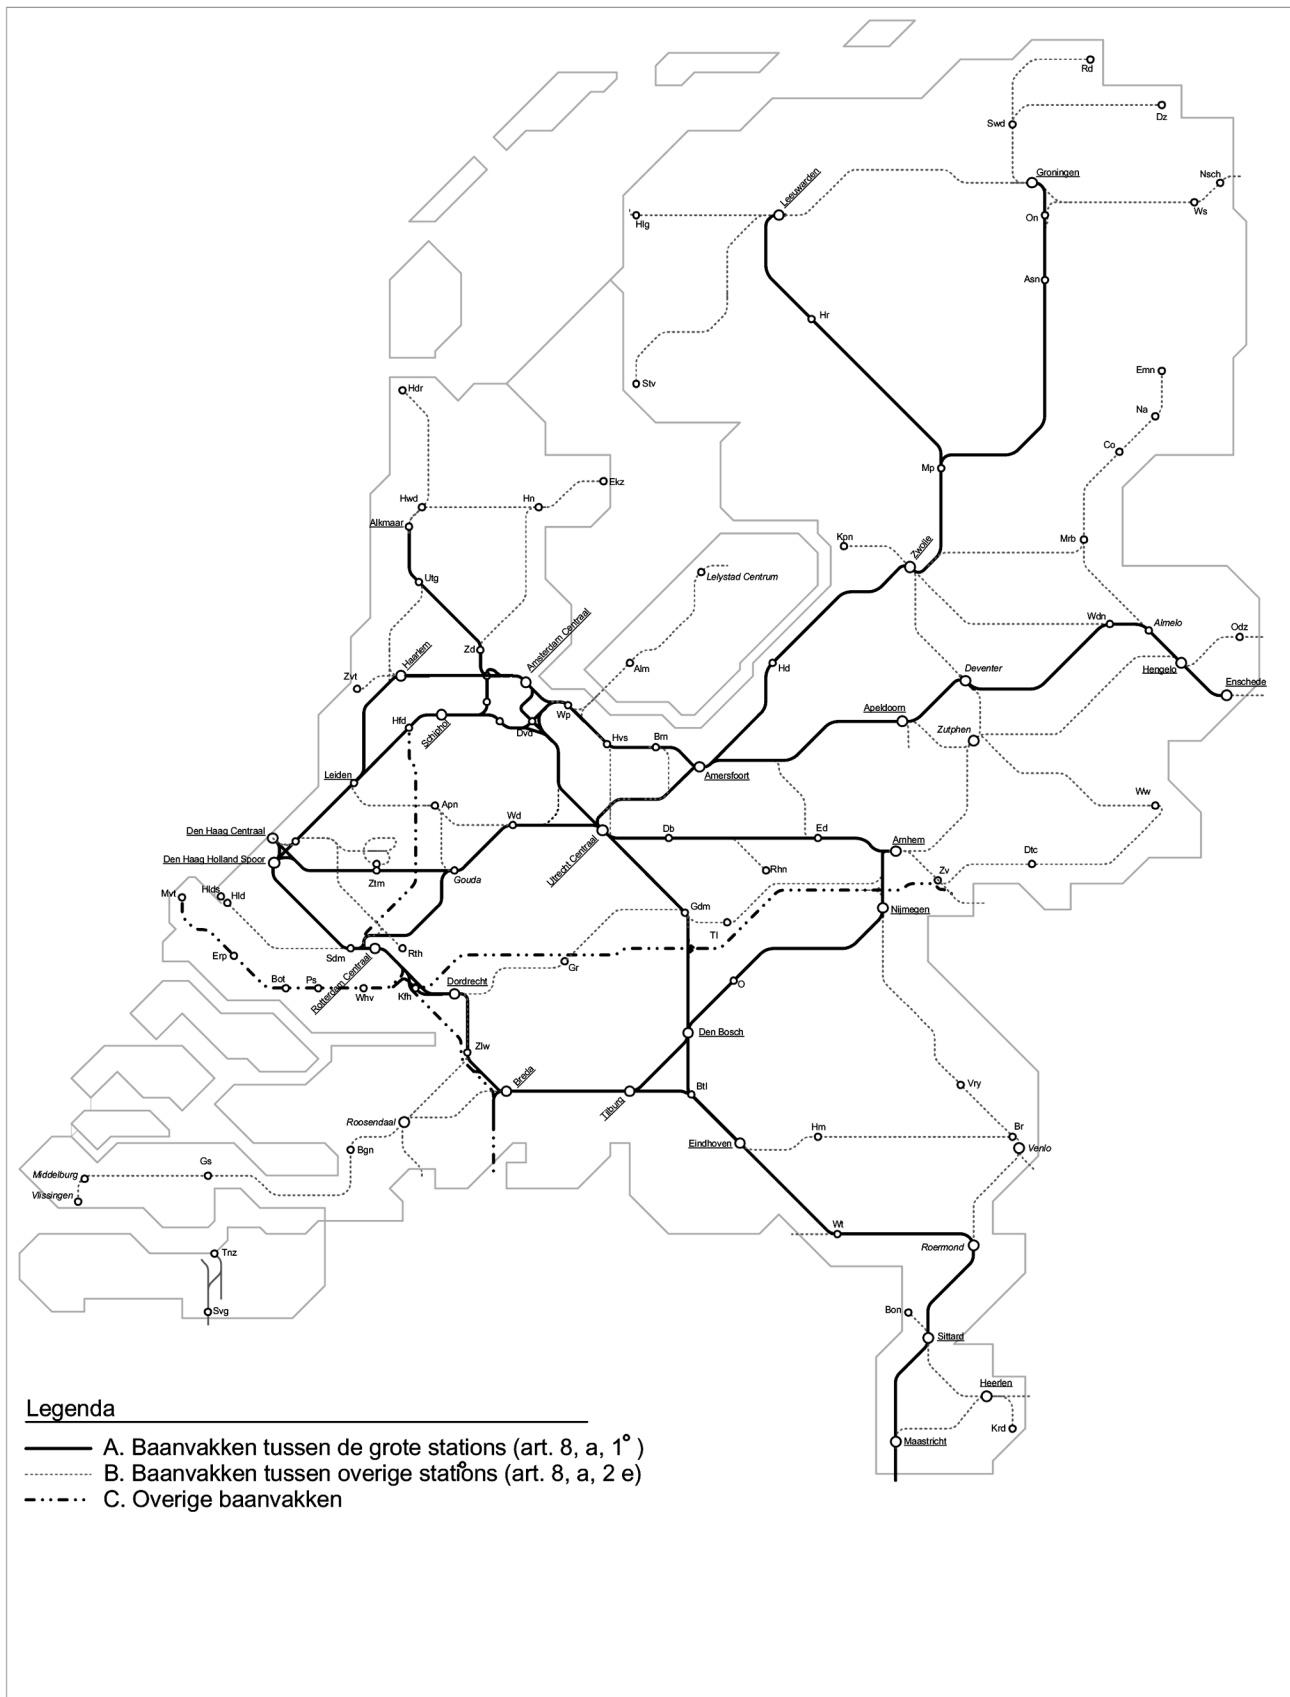 Rd
Dz
Swd
Groningen
Nsch
Leeuwarden
Ws
Hlg
On
Asn
Hr
Emn
Stv
Hdr
Na
Co
Mp
Ekz
Hwd
Hn
Alkmaar
Kpn
Zwolle
Mrb
Utg
Lelystad Centrum
Amsterdam Centraal
Wdn
Almelo
Odz
Zd
Haarlem
Alm
Hd
Deventer
Hengelo
Zvt
Enschede
Apeldoorn
Wp
Hfd
Schiphol
Dvd
Hvs
Brn
Zutphen
Leiden
Amersfoort
Apn
Wd
Ww
Den Haag Centraal
Db
Ed
Arnhem
Den Haag Holland Spoor
Utrecht Centraal
Dtc
Ztm
Gouda
Rhn
Zv
Mvt
Hlds
Hld
Gdm
Nijmegen
Tl
Erp
Sdm
Rth
Rotterdam Centraal
Gr
Bot
Ps
Whv
Kfh
Dordrecht
O
Den Bosch
Zlw
Breda
Tilburg
Btl
Vry
Roosendaal
Hm
Br
Eindhoven
Venlo
Bgn
Gs
Middelburg
Vlissingen
Wt
Roermond
Tnz
Bon
Svg
Sittard
Heerlen
Krd
Maastricht
Legenda
A. Baanvakken tussen de grote stations (art. 8, a, 1° )
B. Baanvakken tussen overige stations (art. 8, a, 2 e)
C. Overige baanvakken